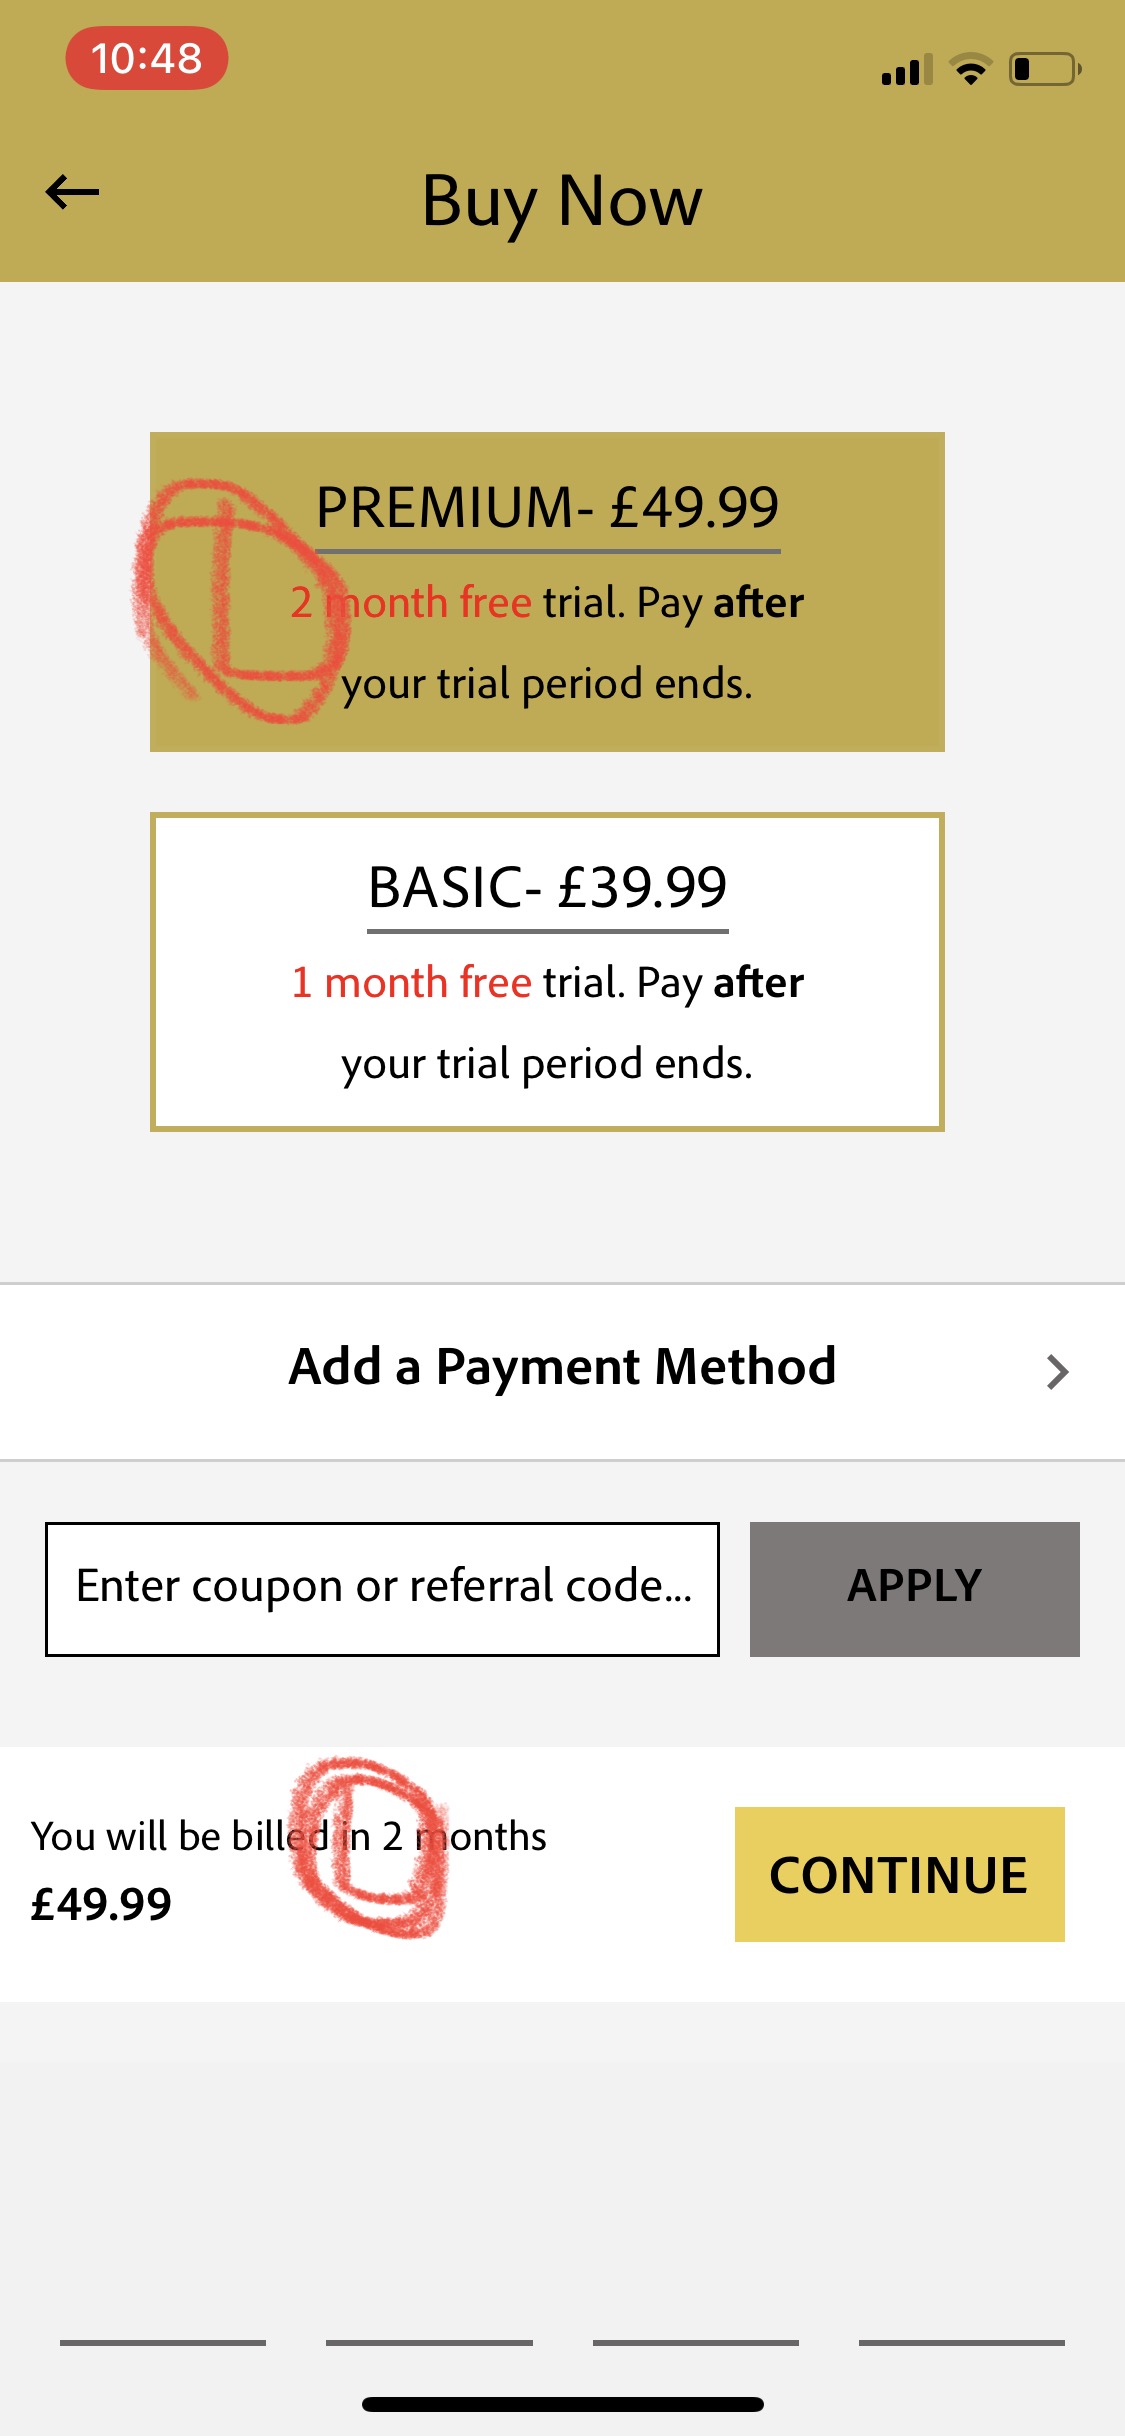 10:48
Buy Now
PREMIUM- £49.99
2 month free trial. Pay after
your trial period ends.
BASIC- £39.99
1 month free trial. Pay after
your trial period ends.
Add a Payment Method
Enter coupon or referral code...
APPLY
You will be billed in 2 months
£49.99
CONTINUE